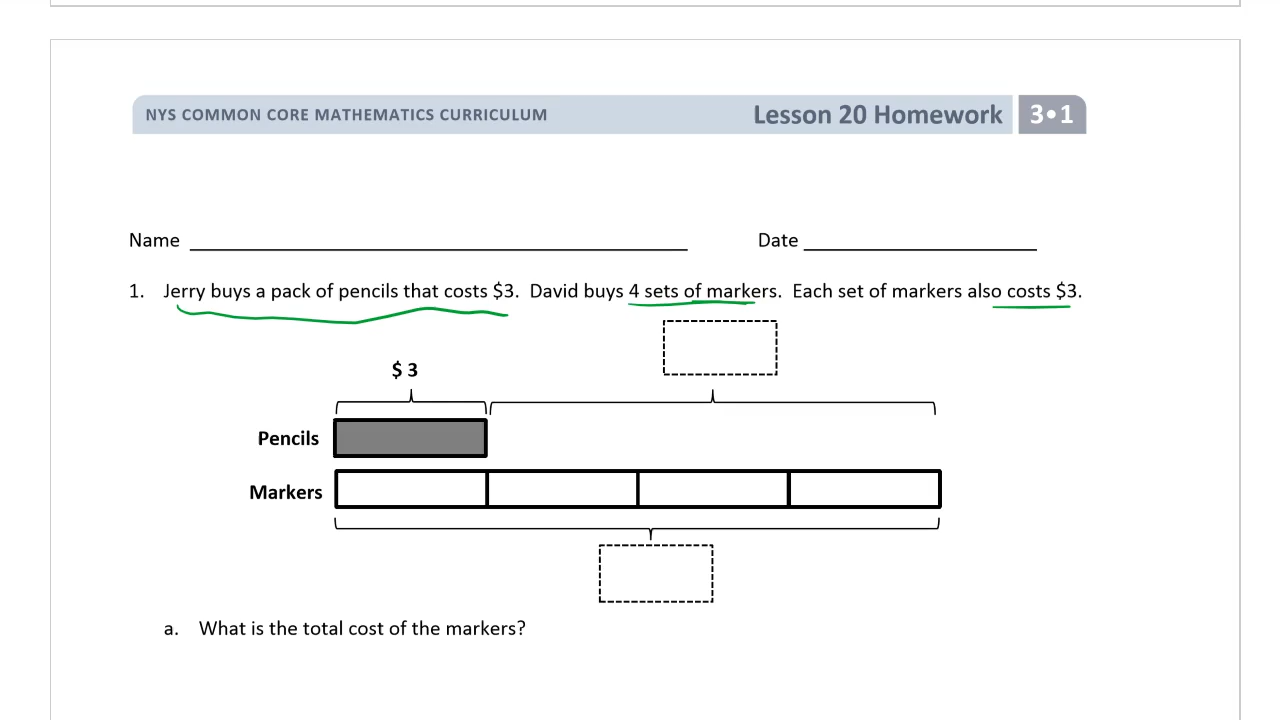 NYS COMMON CORE MATHEMATICS CURRICULUM Lesson 20 Homework 3•1
Name Date
1. Jerry buys a pack of pencils that costs $3. David buys 4 sets of markers. Each set of markers also costs $3.
$ 3
Pencils
Markers
a. What is the total cost of the markers?